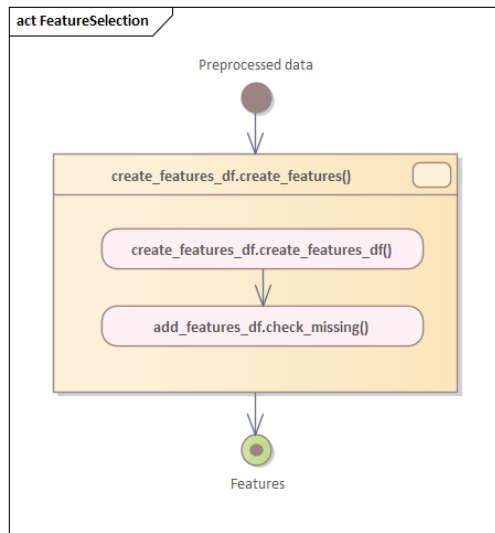 act FeatureSelection
Preprocessed data
create_features_df.create_features()
create_features_df.create_features_df()
add_features_df.check_missing()
Features